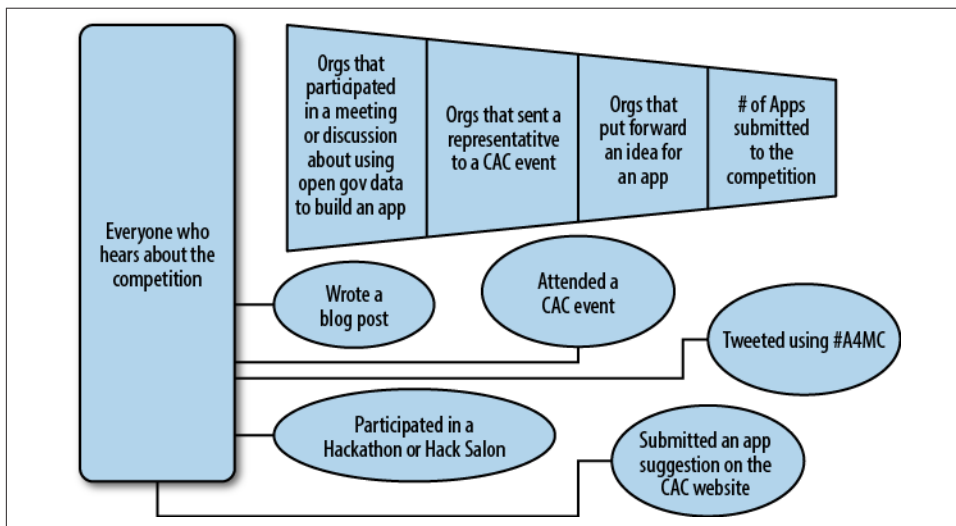 Everyone who
hears about the
competition
Orgs that
participated
in a meeting
or discussion
about using
open gov data
to build an app
Orgs that sent a
representatitve
to a CAC event
Orgs that
put forward
an idea for
an app
# of Apps
submitted
to the
competition
Wrote a
blog post
Attended a
CAC event
Tweeted using #A4MC
Participated in a
Hackathon or Hack Salon
Submitted an app
suggestion on the
CAC website